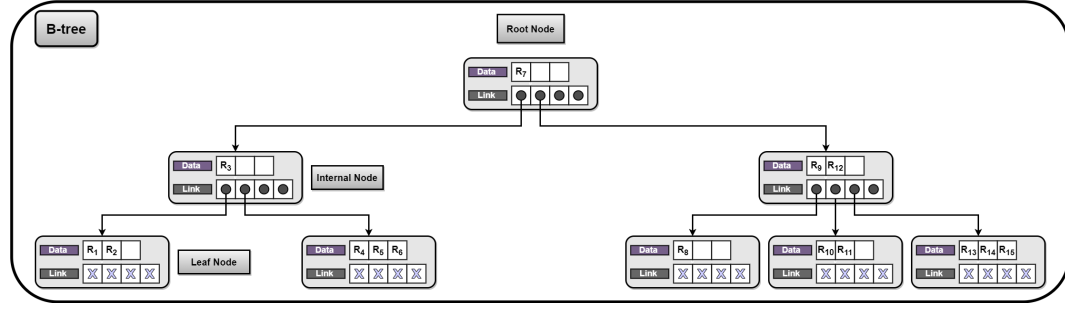 B-tree
Root Node
Data R7
Link
Data R3
Link
Internal Node
Data R9 R12
Link
Data R1 R2
Link X X X X
Leaf Node
Data R4 R5 R6
Link X X X X
Data R8
Link X X X X
Data R10 R11
Link X X X X
Data R13 R14 R15
Link X X X X